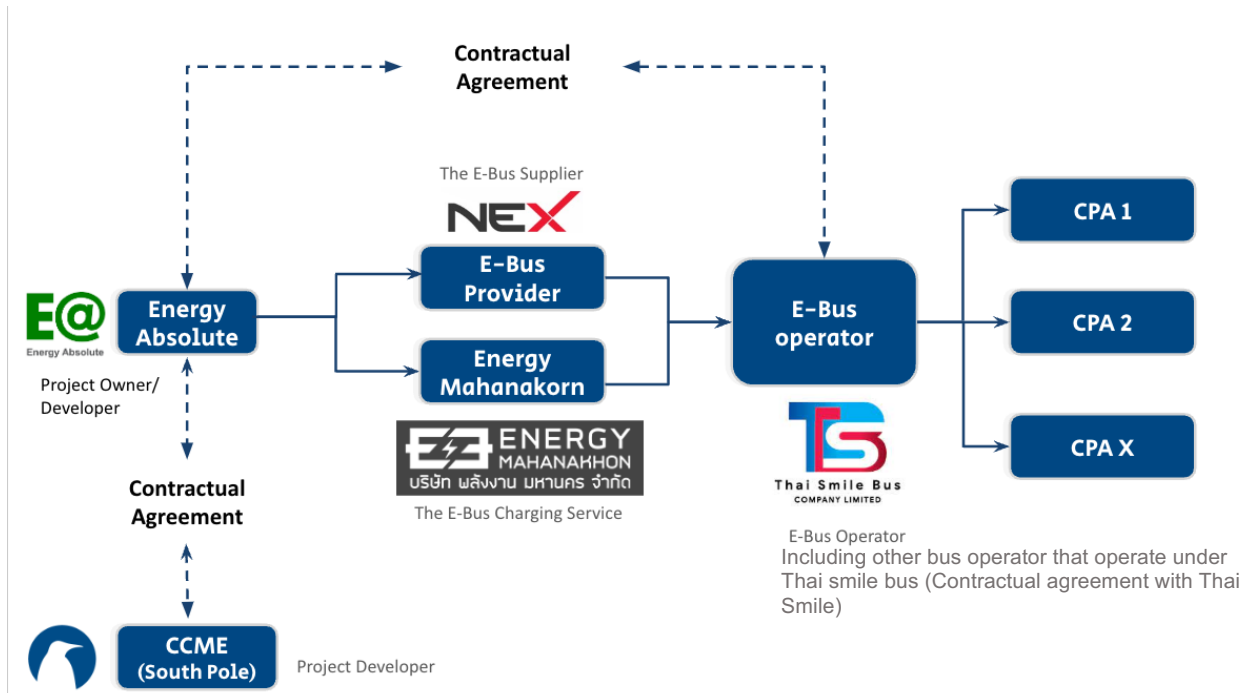 Contractual
Agreement
The E-Bus Supplier
NEX
E-Bus
Provider
E@
Energy Absolute
Energy
Absolute
Project Owner/
Developer
Energy
Mahanakorn
ENERGY
MAHANAKHON
บริษัท พลังงาน มหานคร จำกัด
The E-Bus Charging Service
E-Bus
operator
TS
Thai Smile Bus
COMPANY LIMITED
E-Bus Operator
Including other bus operator that operate under
Thai smile bus (Contractual agreement with Thai
Smile)
CPA 1
CPA 2
CPA X
Contractual
Agreement
CCME
(South Pole)
Project Developer